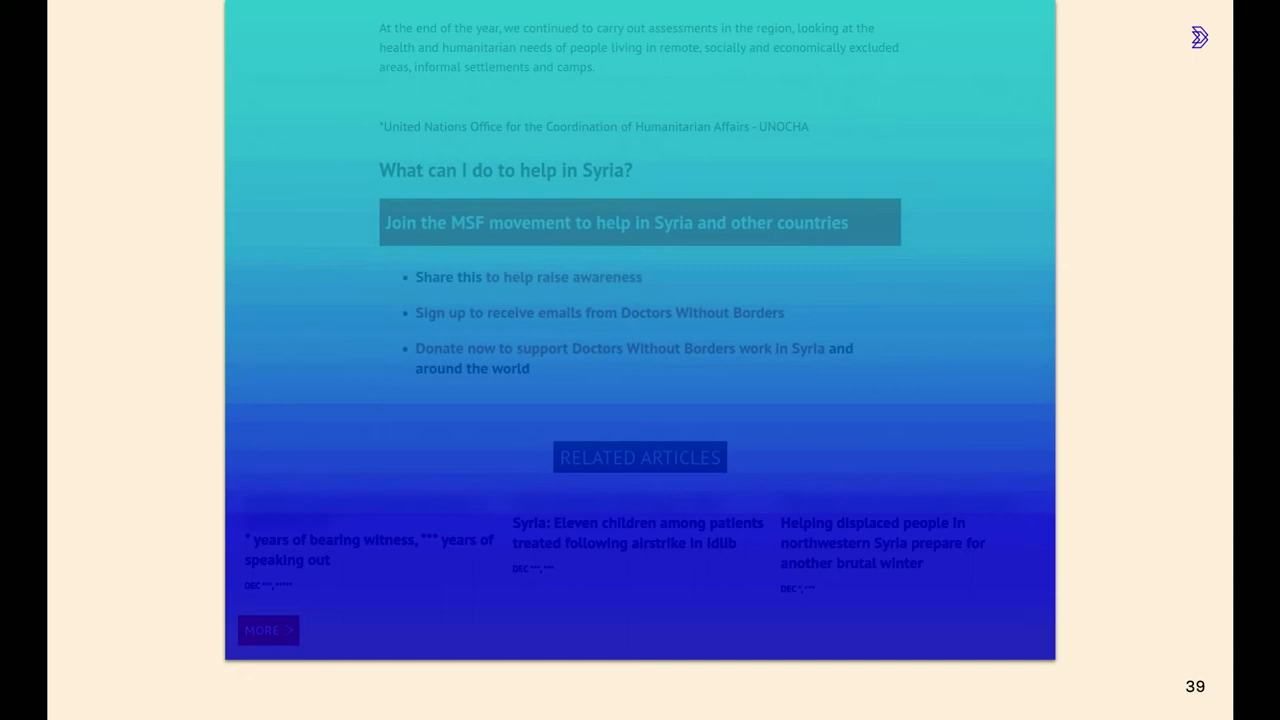 At the end of the year, we continued to carry out assessments in the region, looking at the
health and humanitarian needs of people living in remote, socially and economically excluded
areas, informal settlements and camps.
*United Nations Office for the Coordination of Humanitarian Affairs - UNOCHA
What can I do to help in Syria?
Join the MSF movement to help in Syria and other countries
• Share this to help raise awareness
• Sign up to receive emails from Doctors Without Borders
• Donate now to support Doctors Without Borders work in Syria and
around the world
RELATED ARTICLES
* years of bearing witness, *** years of
speaking out
DEC ***, *****
Syria: Eleven children among patients
treated following airstrike in Idlib
DEC ***, ***
Helping displaced people in
northwestern Syria prepare for
another brutal winter
DEC *, ***
MORE >
39